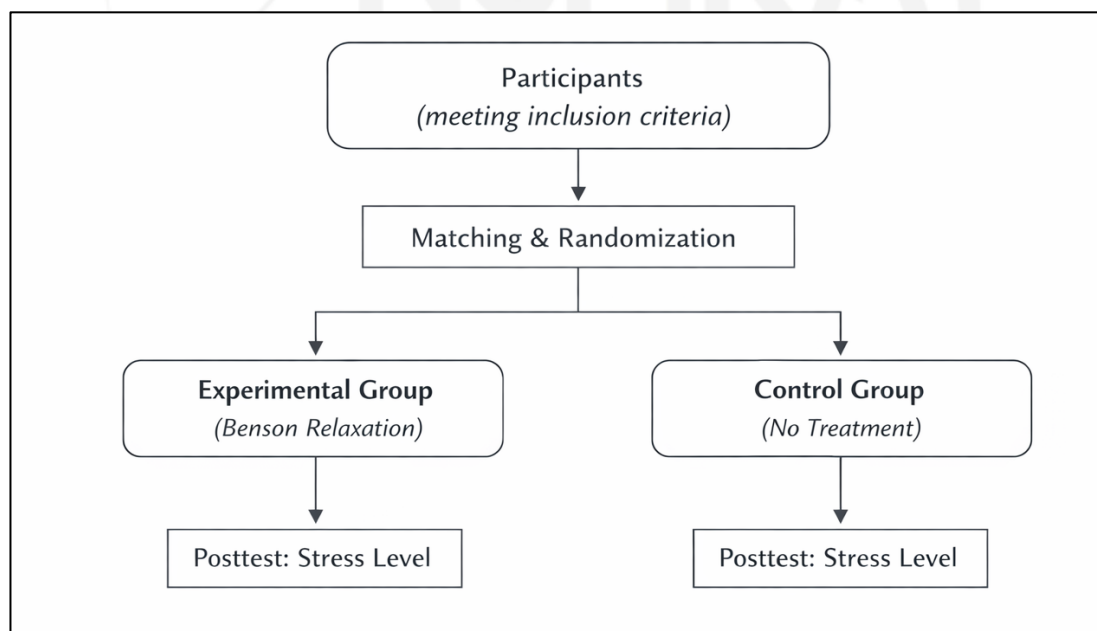 Participants
(meeting inclusion criteria)
Matching & Randomization
Experimental Group
(Benson Relaxation)
Control Group
(No Treatment)
Posttest: Stress Level
Posttest: Stress Level